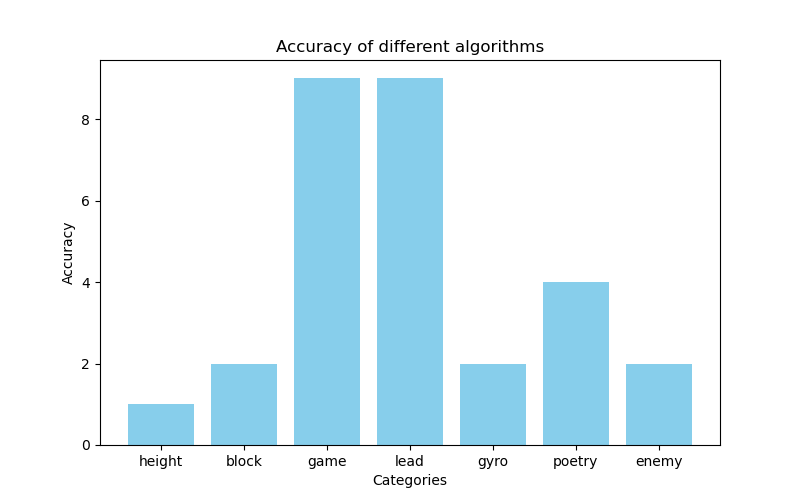 Accuracy of different algorithms
Accuracy
8
6
4
2
0
height block game lead gyro poetry enemy
Categories